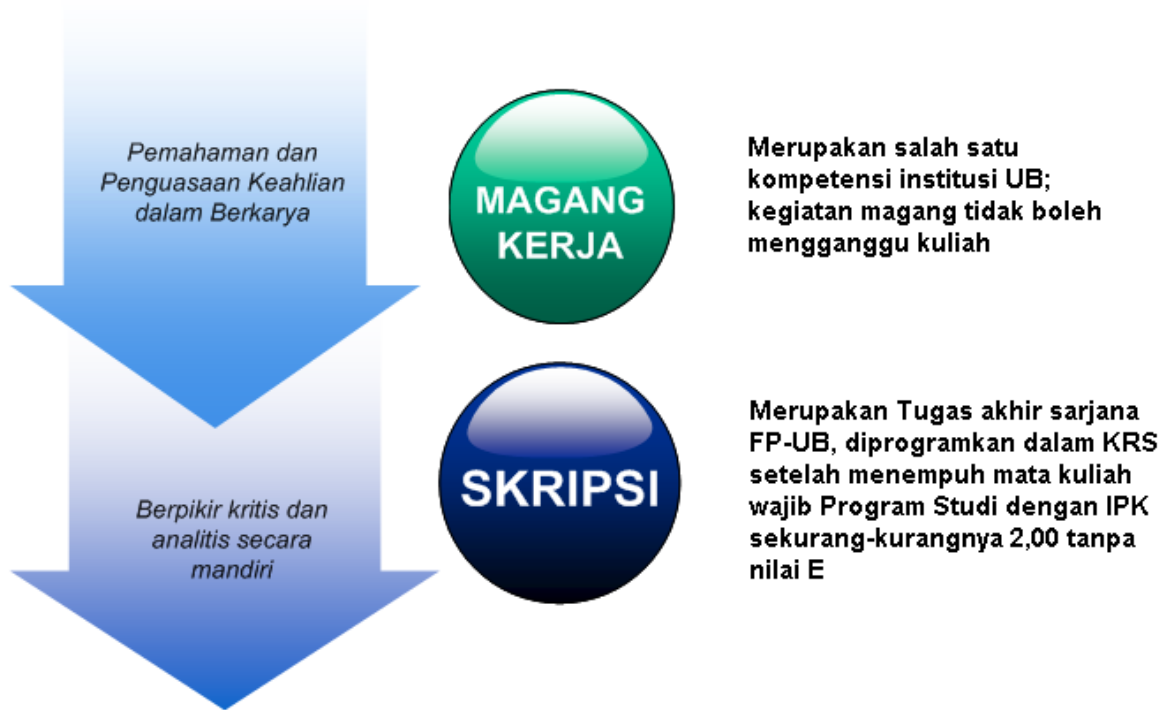 Pemahaman dan
Penguasaan Keahlian
dalam Berkarya
MAGANG
KERJA
Merupakan salah satu
kompetensi institusi UB;
kegiatan magang tidak boleh
mengganggu kuliah
Berpikir kritis dan
analitis secara
mandiri
SKRIPSI
Merupakan Tugas akhir sarjana
FP-UB, diprogramkan dalam KRS
setelah menempuh mata kuliah
wajib Program Studi dengan IPK
sekurang-kurangnya 2,00 tanpa
nilai E